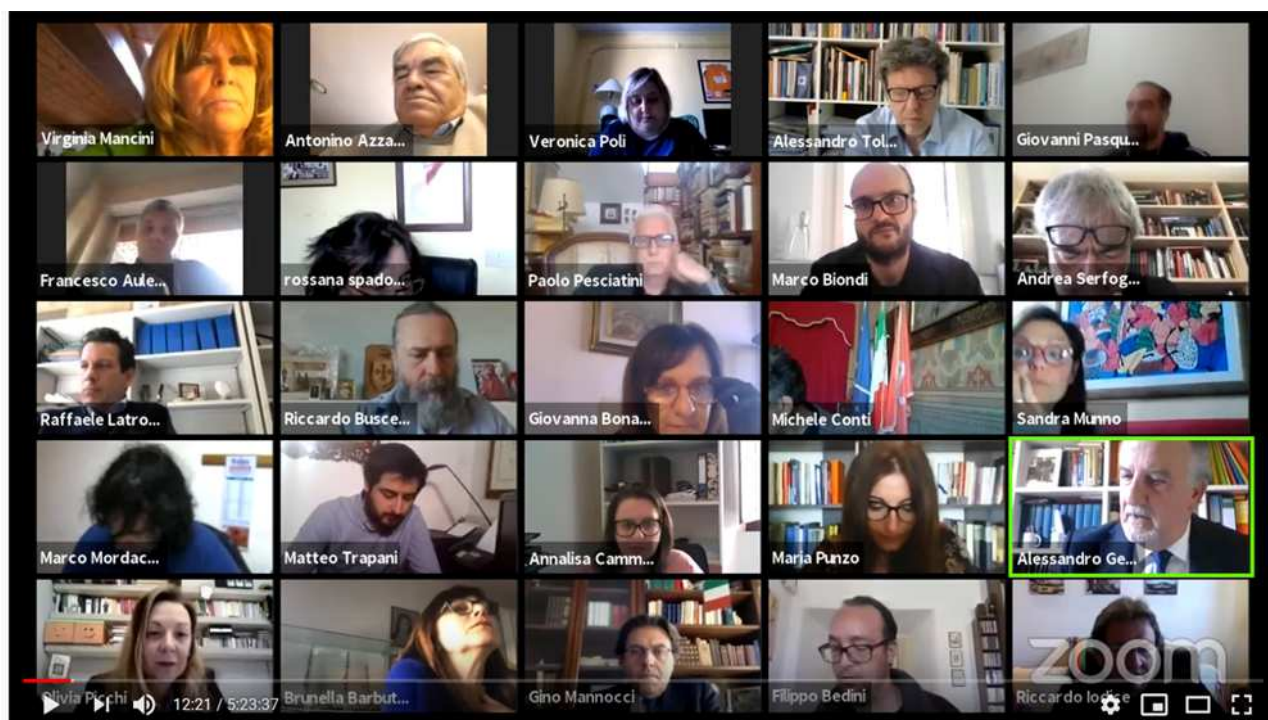 Virginia Mancini
Antonino Azza...
Veronica Poli
Alessandro Tol...
Giovanni Pasqu...
Francesco Aule...
rossana spado...
Paolo Pesciatini
Marco Biondi
Andrea Serfog...
Raffaele Latro...
Riccardo Busce...
Giovanna Bona...
Michele Conti
Sandra Munno
Marco Mordac...
Matteo Trapani
Annalisa Camm...
Maria Punzo
Alessandro Ge...
Olivia Picchi
Brunella Barbut...
Gino Mannocci
Filippo Bedini
Riccardo Iodice
zoom
12:21 / 5:23:37